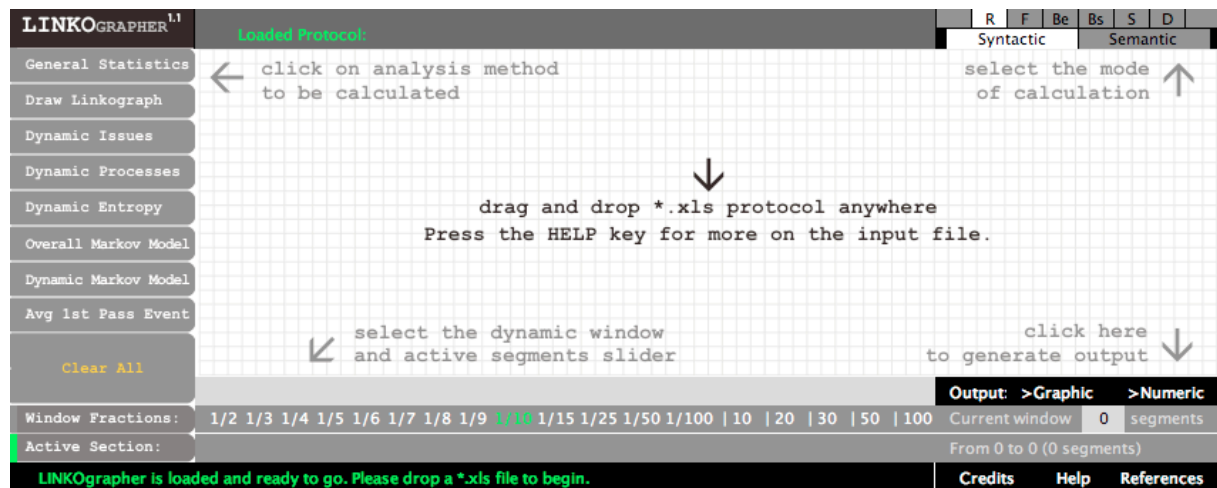 LINKOGRAPHER1.1
Loaded Protocol:
R F Be Bs S D
Syntactic Semantic
General Statistics
Draw Linkograph
Dynamic Issues
Dynamic Processes
Dynamic Entropy
Overall Markov Model
Dynamic Markov Model
Avg 1st Pass Event
Clear All
click on analysis method
to be calculated
select the mode
of calculation
drag and drop *.xls protocol anywhere
Press the HELP key for more on the input file.
select the dynamic window
and active segments slider
click here
to generate output
Output: >Graphic >Numeric
Window Fractions: 1/2 1/3 1/4 1/5 1/6 1/7 1/8 1/9 1/10 1/15 1/25 1/50 1/100 |10 |20 |30 |50 |100 Current window 0 segments
Active Section: From 0 to 0 (0 segments)
LINKOgrapher is loaded and ready to go. Please drop a *.xls file to begin. Credits Help References